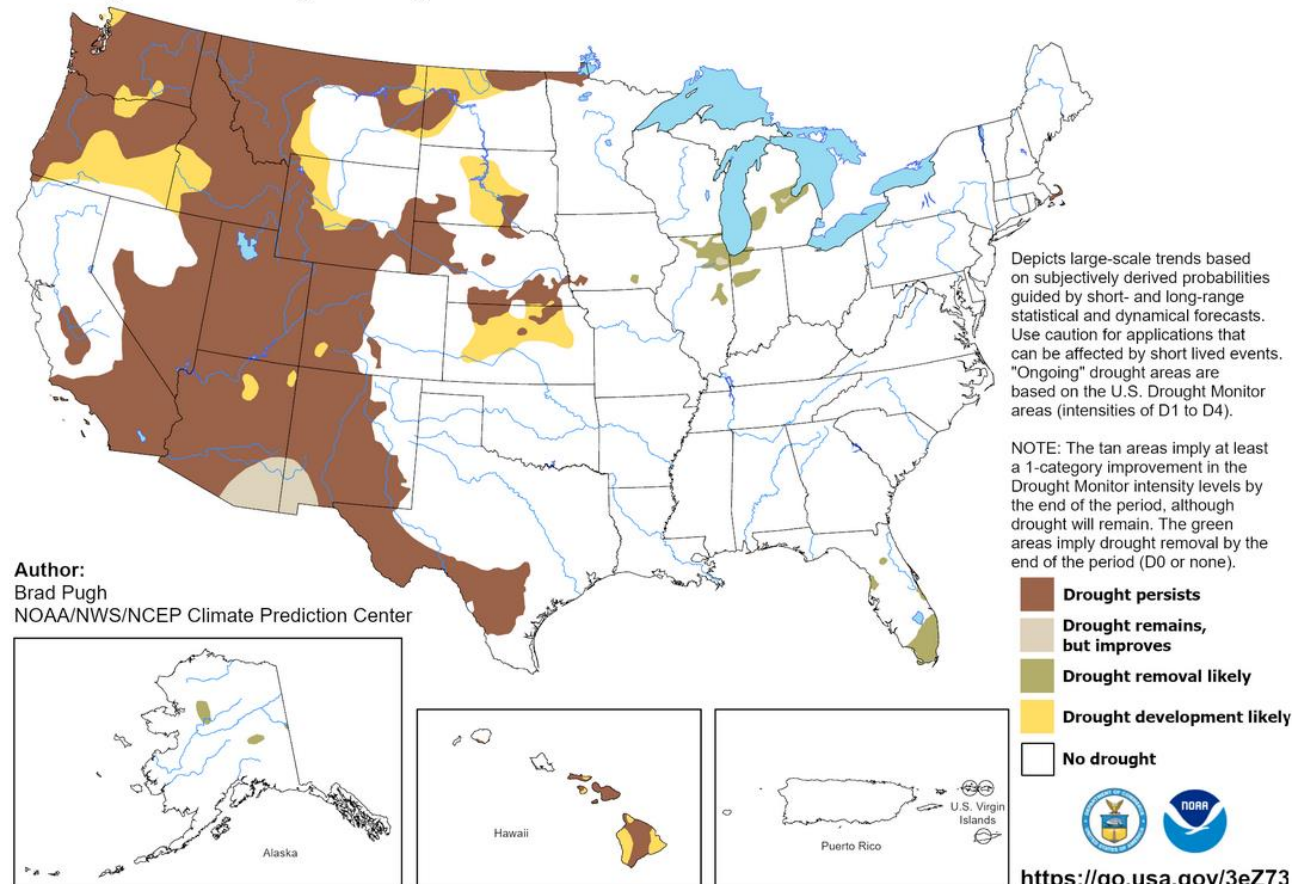 Depicts large-scale trends based
on subjectively derived probabilities
guided by short- and long-range
statistical and dynamical forecasts.
Use caution for applications that
can be affected by short lived events.
"Ongoing" drought areas are
based on the U.S. Drought Monitor
areas (intensities of D1 to D4).
NOTE: The tan areas imply at least
a 1-category improvement in the
Drought Monitor intensity levels by
the end of the period, although
drought will remain. The green
areas imply drought removal by the
end of the period (D0 or none).
Author:
Brad Pugh
NOAA/NWS/NCEP Climate Prediction Center
Drought persists
Drought remains,
but improves
Drought removal likely
Drought development likely
No drought
Alaska
Hawaii
Puerto Rico
U.S. Virgin
Islands
NOAA
https://go.usa.gov/3eZ73